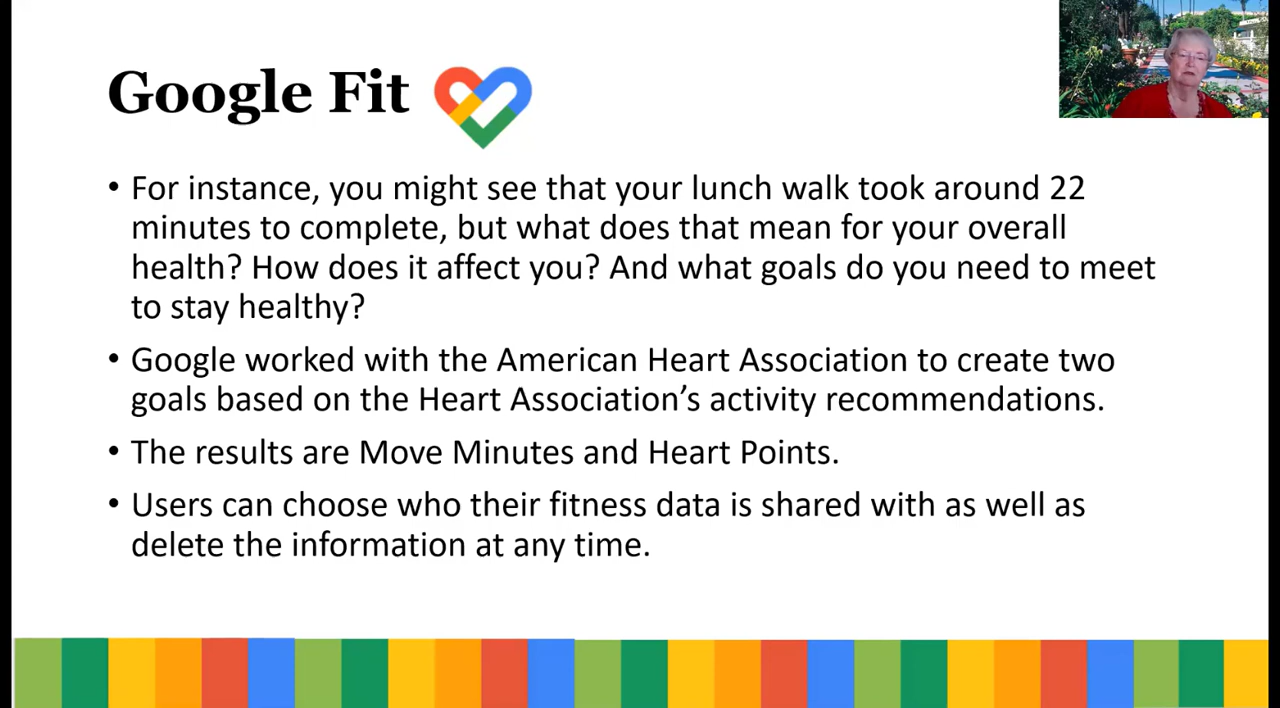 Google Fit
• For instance, you might see that your lunch walk took around 22
minutes to complete, but what does that mean for your overall
health? How does it affect you? And what goals do you need to meet
to stay healthy?
• Google worked with the American Heart Association to create two
goals based on the Heart Association’s activity recommendations.
• The results are Move Minutes and Heart Points.
• Users can choose who their fitness data is shared with as well as
delete the information at any time.